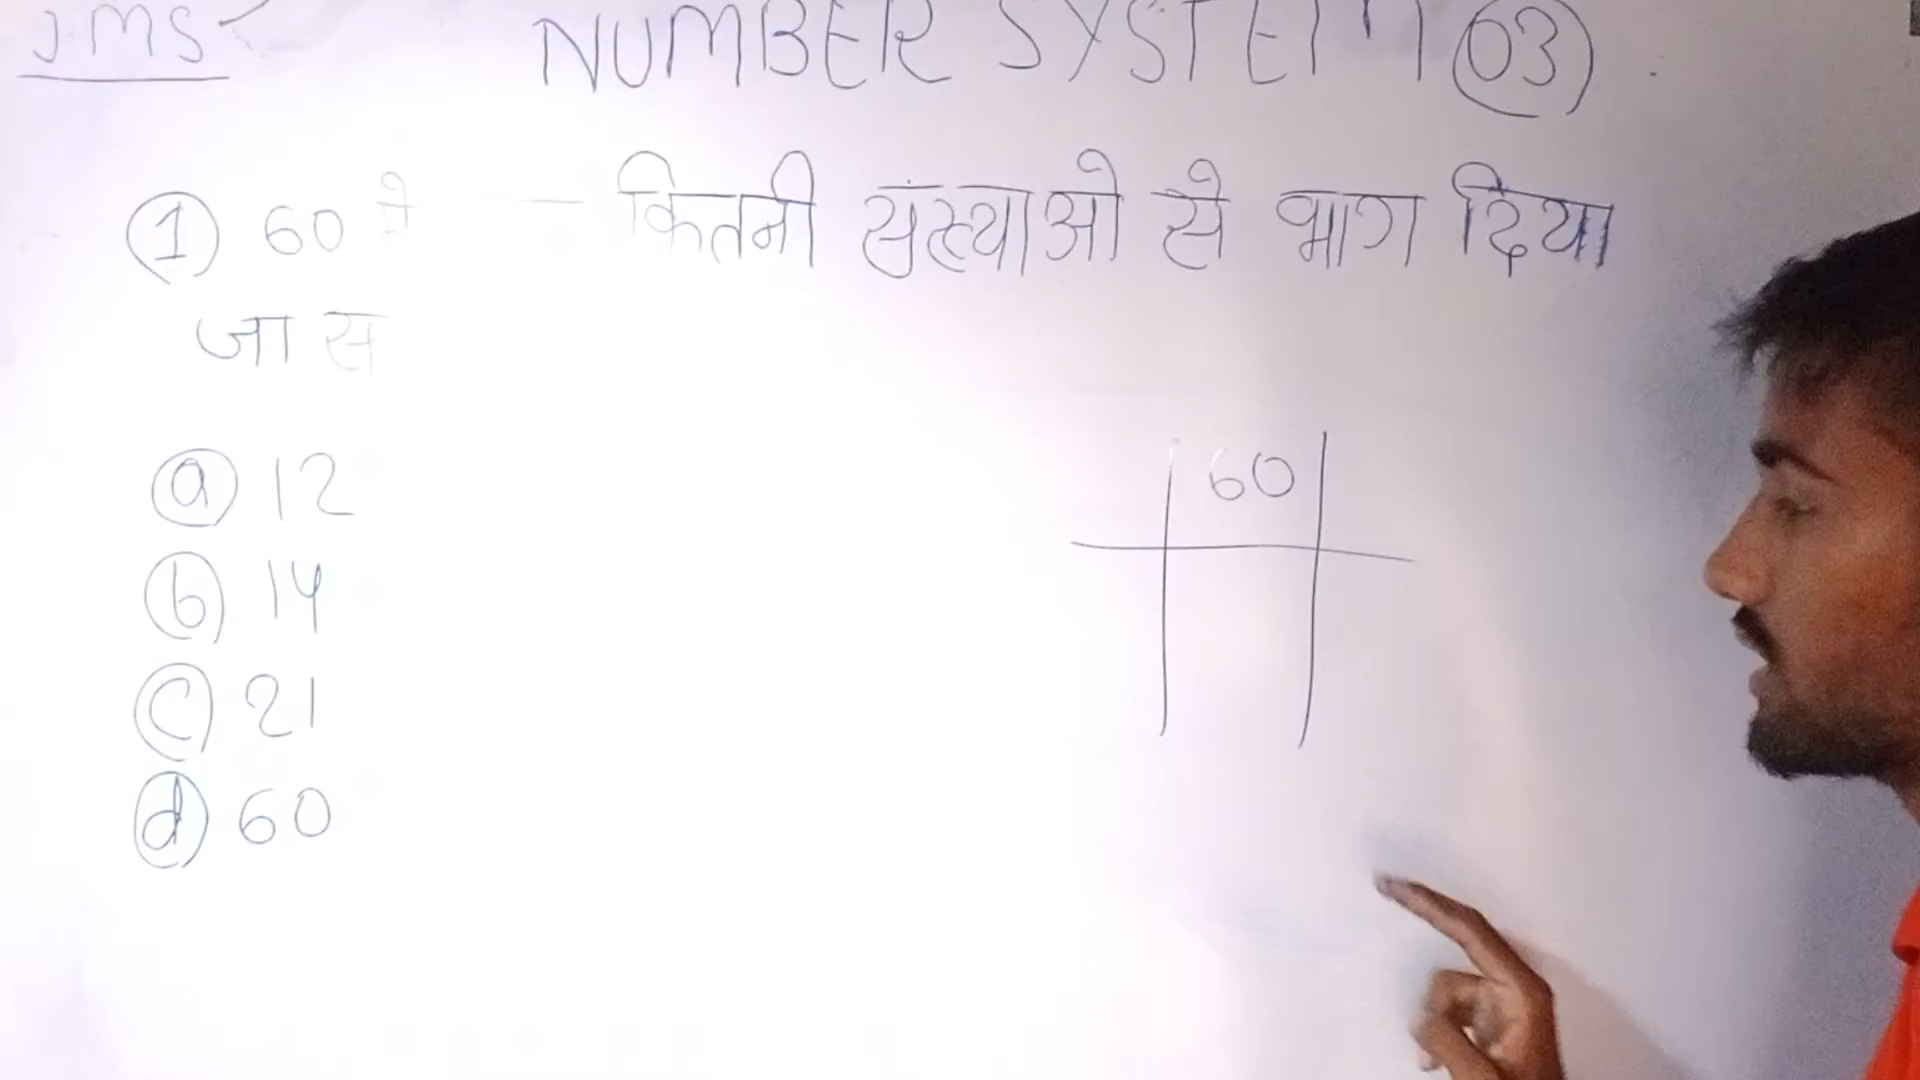 J.M.S
NUMBER SYSTEM 03
1 60 मे कितनी संख्याओ से भाग दिया
जा स
a 12
b 14
c 21
d 60
60